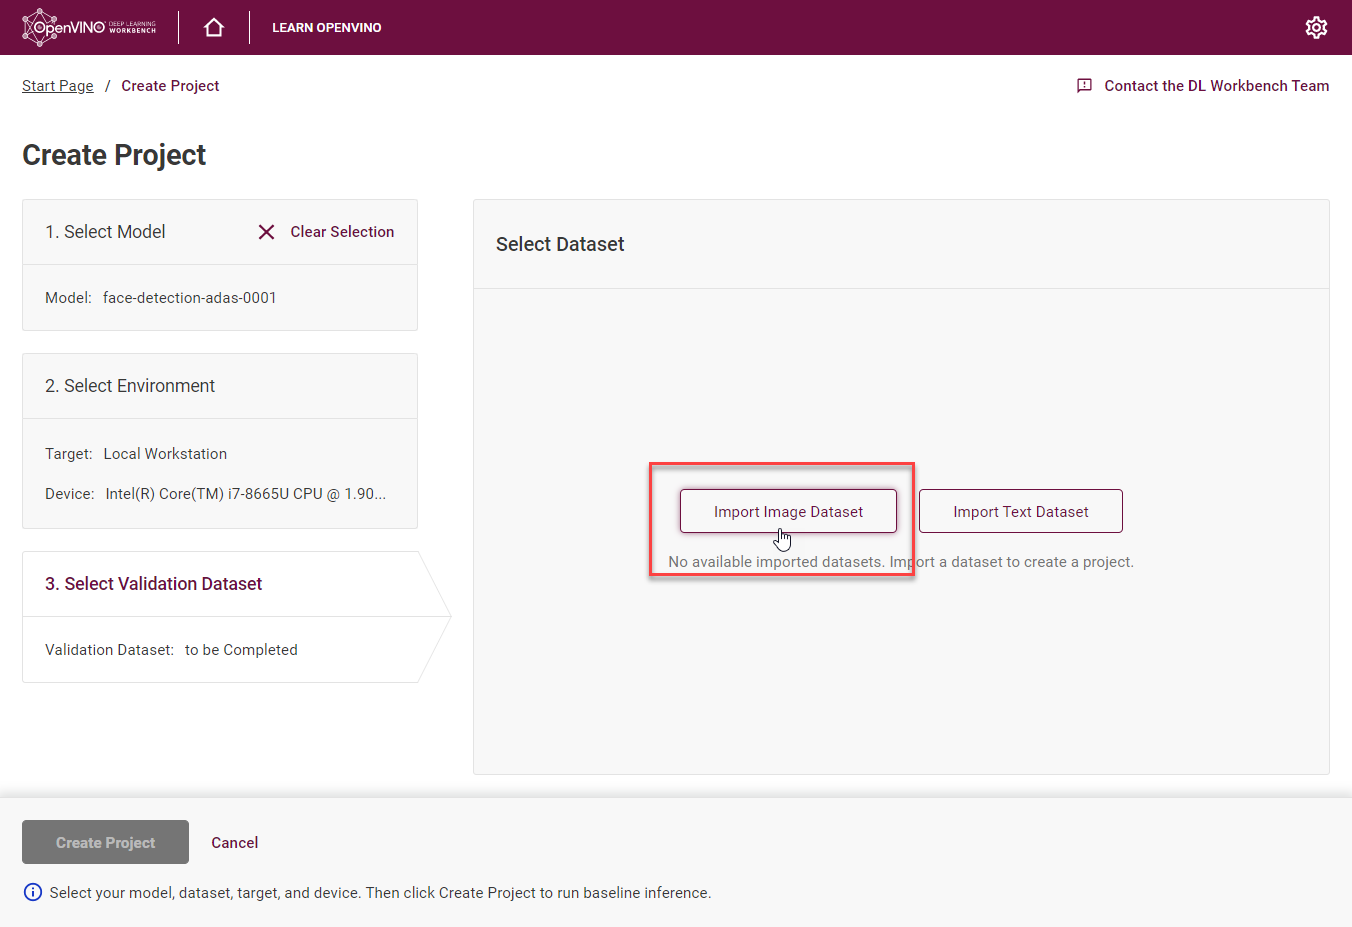 OpenVINO DEEP LEARNING WORKBENCH
LEARN OPENVINO
Start Page / Create Project
Contact the DL Workbench Team
Create Project
1. Select Model
Clear Selection
Model: face-detection-adas-0001
2. Select Environment
Target: Local Workstation
Device: Intel(R) Core(TM) i7-8665U CPU @ 1.90...
3. Select Validation Dataset
Validation Dataset: to be Completed
Select Dataset
Import Image Dataset
Import Text Dataset
No available imported datasets. Import a dataset to create a project.
Create Project
Cancel
Select your model, dataset, target, and device. Then click Create Project to run baseline inference.